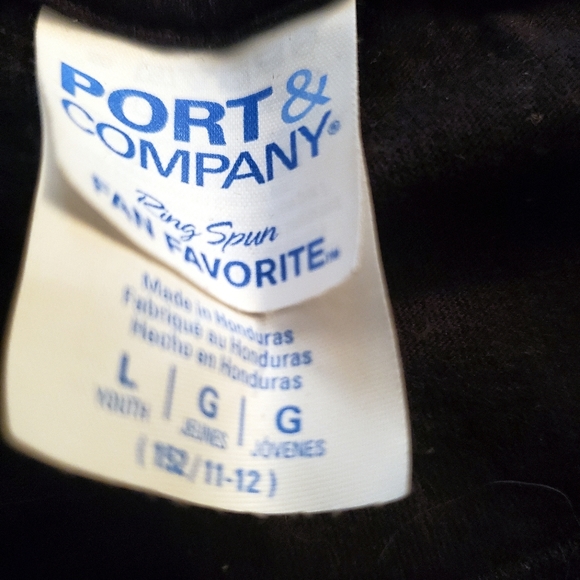 PORT &
COMPANY®
Ring Spun
FAN FAVORITE™
Made in Honduras
Fabriqué au Honduras
Hecho en Honduras
L | G | G
YOUTH JEUNES JÓVENES
(152/11-12)